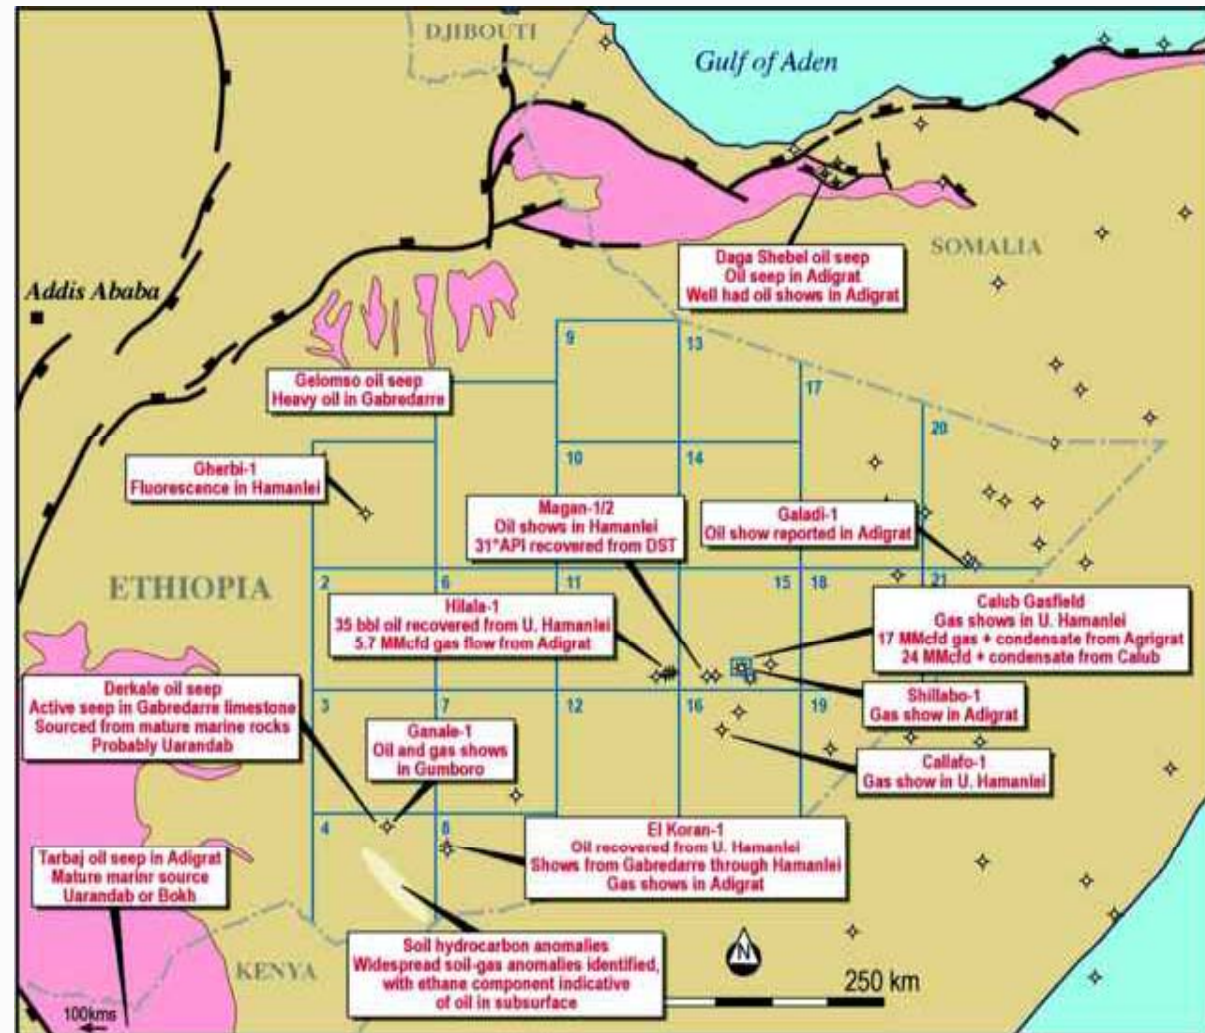 DJIBOUTI
Gulf of Aden
SOMALIA
Addis Ababa
Daga Shebel oil seep
Oil seep in Adigrat
Well had oil shows in Adigrat
9
13
17
20
Gelomso oil seep
Heavy oil in Gabredarre
10
14
Gherbi-1
Fluorescence in Hamanlei
Magan-1/2
Oil shows in Hamanlei
31°API recovered from DST
Galadi-1
Oil show reported in Adigrat
ETHIOPIA
2
6
11
15
18
21
Hilala-1
35 bbl oil recovered from U. Hamanlei
5.7 MMcfd gas flow from Adigrat
Calub Gasfield
Gas shows in U. Hamanlei
17 MMcfd gas + condensate from Agrigrat
24 MMcfd + condensate from Calub
Derkale oil seep
Active seep in Gabredarre limestone
Sourced from mature marine rocks
Probably Uarandab
3
7
12
16
19
Shillabo-1
Gas show in Adigrat
Ganale-1
Oil and gas shows
in Gumboro
Callafo-1
Gas show in U. Hamanlei
4
8
El Koran-1
Oil recovered from U. Hamanlei
Shows from Gabredarre through Hamanlei
Gas shows in Adigrat
Tarbaj oil seep in Adigrat
Mature marinr source
Uarandab or Bokh
Soil hydrocarbon anomalies
Widespread soil-gas anomalies identified,
with ethane component indicative
of oil in subsurface
KENYA
N
250 km
100kms